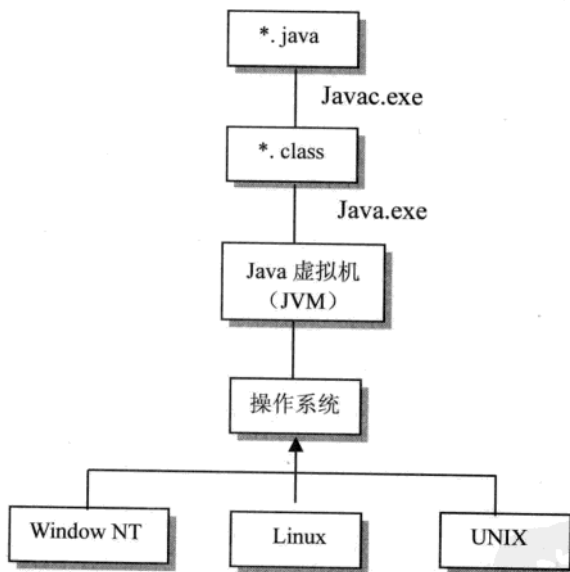 *. java
Javac.exe
*. class
Java.exe
Java 虚拟机
（JVM）
操作系统
Window NT
Linux
UNIX